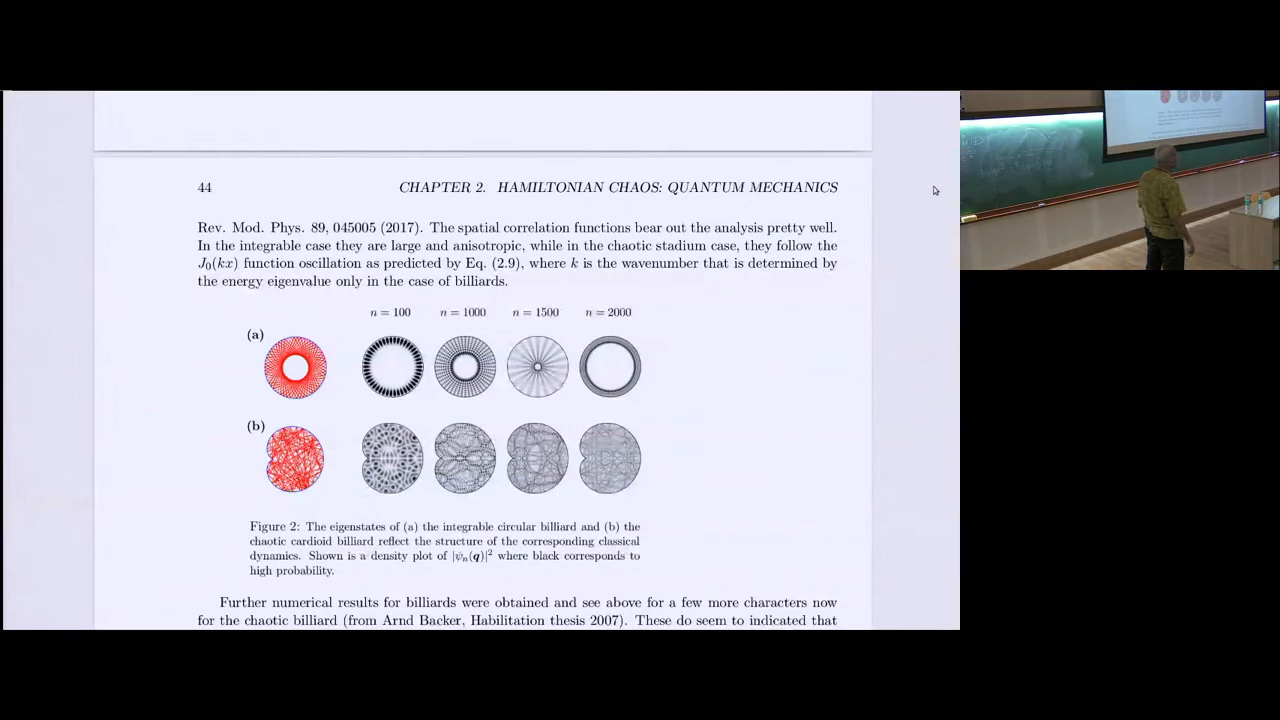 44 CHAPTER 2. HAMILTONIAN CHAOS: QUANTUM MECHANICS
Rev. Mod. Phys. 89, 045005 (2017). The spatial correlation functions bear out the analysis pretty well.
In the integrable case they are large and anisotropic, while in the chaotic stadium case, they follow the
J₀(kx) function oscillation as predicted by Eq. (2.9), where k is the wavenumber that is determined by
the energy eigenvalue only in the case of billiards.
n = 100 n = 1000 n = 1500 n = 2000
(a)
(b)
Figure 2: The eigenstates of (a) the integrable circular billiard and (b) the
chaotic cardioid billiard reflect the structure of the corresponding classical
dynamics. Shown is a density plot of |ψₙ(q)|² where black corresponds to
high probability.
Further numerical results for billiards were obtained and see above for a few more characters now
for the chaotic billiard (from Arnd Backer, Habilitation thesis 2007). These do seem to indicated that